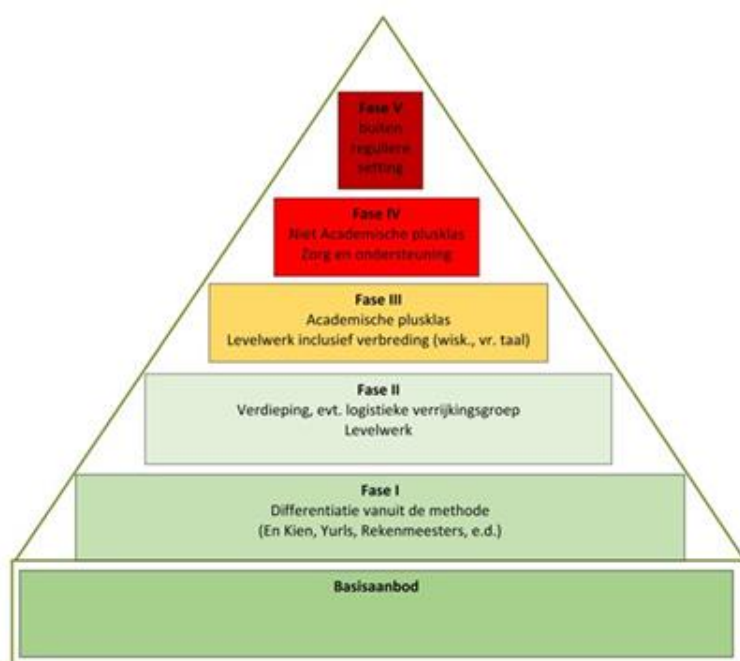 Fase V
buiten
reguliere
setting
Fase IV
Niet Academische plusklas
Zorg en ondersteuning
Fase III
Academische plusklas
Levelwerk inclusief verbreding (wisk., vr. taal)
Fase II
Verdieping, evt. logistieke verrijkingsgroep
Levelwerk
Fase I
Differentiatie vanuit de methode
(En Kien, Yurls, Rekenmeesters, e.d.)
Basisaanbod